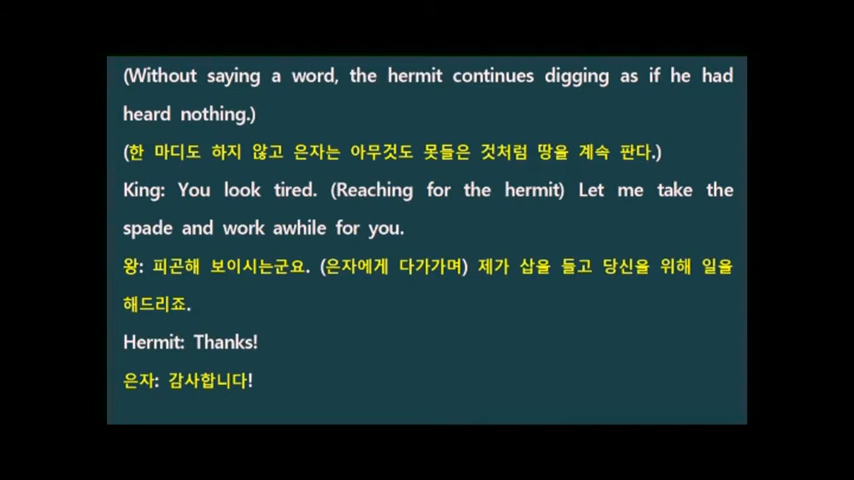 (Without saying a word, the hermit continues digging as if he had
heard nothing.)
(한 마디도 하지 않고 은자는 아무것도 못들은 것처럼 땅을 계속 판다.)
King: You look tired. (Reaching for the hermit) Let me take the
spade and work awhile for you.
왕: 피곤해 보이시는군요. (은자에게 다가가며) 제가 삽을 들고 당신을 위해 일을
해드리죠.
Hermit: Thanks!
은자: 감사합니다!